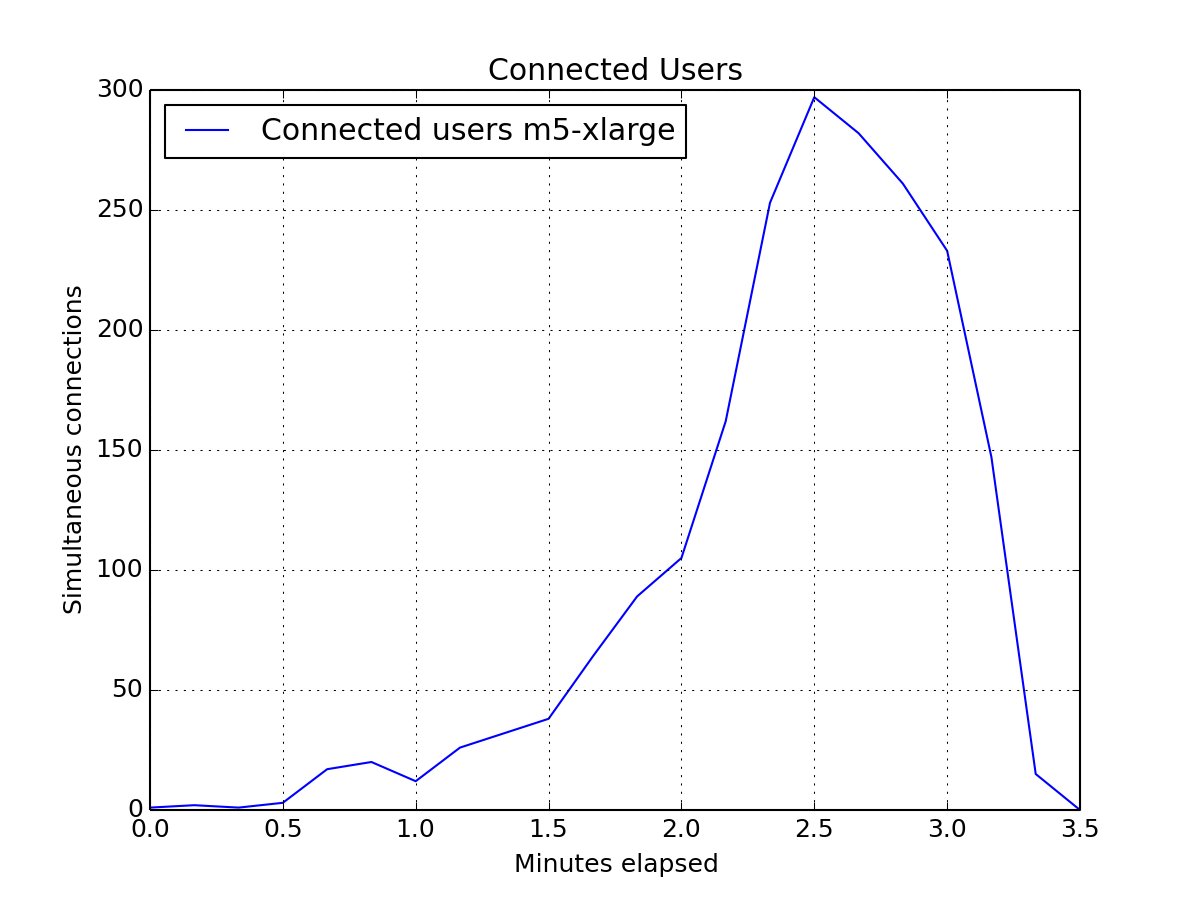 Connected Users
Connected users m5-xlarge
300
250
200
150
100
50
0
Simultaneous connections
0.0 0.5 1.0 1.5 2.0 2.5 3.0 3.5
Minutes elapsed